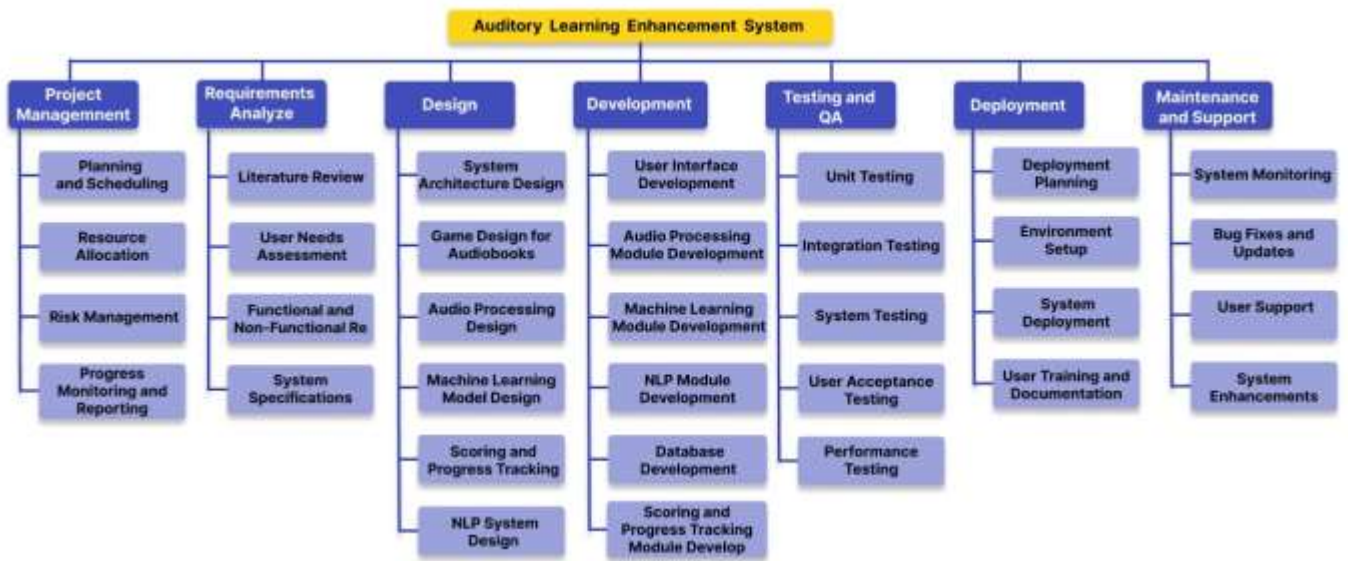 Auditory Learning Enhancement System
Project
Managemnent
Requirements
Analyze
Design
Development
Testing and
QA
Deployment
Maintenance
and Support
Planning
and Scheduling
Resource
Allocation
Risk Management
Progress
Monitoring and
Reporting
Literature Review
User Needs
Assessment
Functional and
Non-Functional Re
System
Specifications
System
Architecture Design
Game Design for
Audiobooks
Audio Processing
Design
Machine Learning
Model Design
Scoring and
Progress Tracking
NLP System
Design
User Interface
Development
Audio Processing
Module Development
Machine Learning
Module Development
NLP Module
Development
Database
Development
Scoring and
Progress Tracking
Module Develop
Unit Testing
Integration Testing
System Testing
User Acceptance
Testing
Performance
Testing
Deployment
Planning
Environment
Setup
System
Deployment
User Training and
Documentation
System Monitoring
Bug Fixes and
Updates
User Support
System
Enhancements